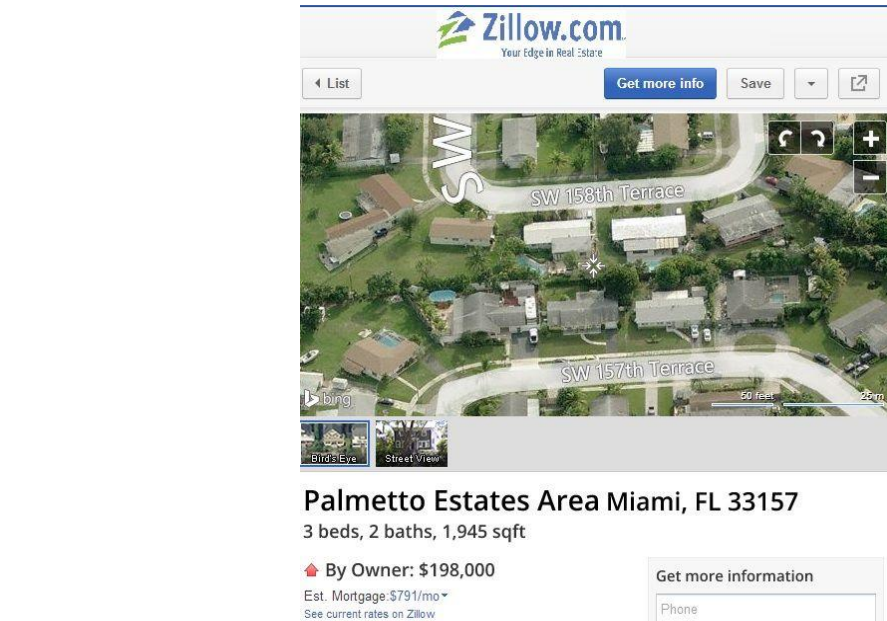 Zillow.com
Your Edge in Real Estate
List
Get more info
Save
SW
SW 158th Terrace
SW 157th Terrace
bing
50 feet
25 m
Bird's Eye
Street View
Palmetto Estates Area Miami, FL 33157
3 beds, 2 baths, 1,945 sqft
By Owner: $198,000
Get more information
Est. Mortgage:$791/mo
Phone
See current rates on Zillow